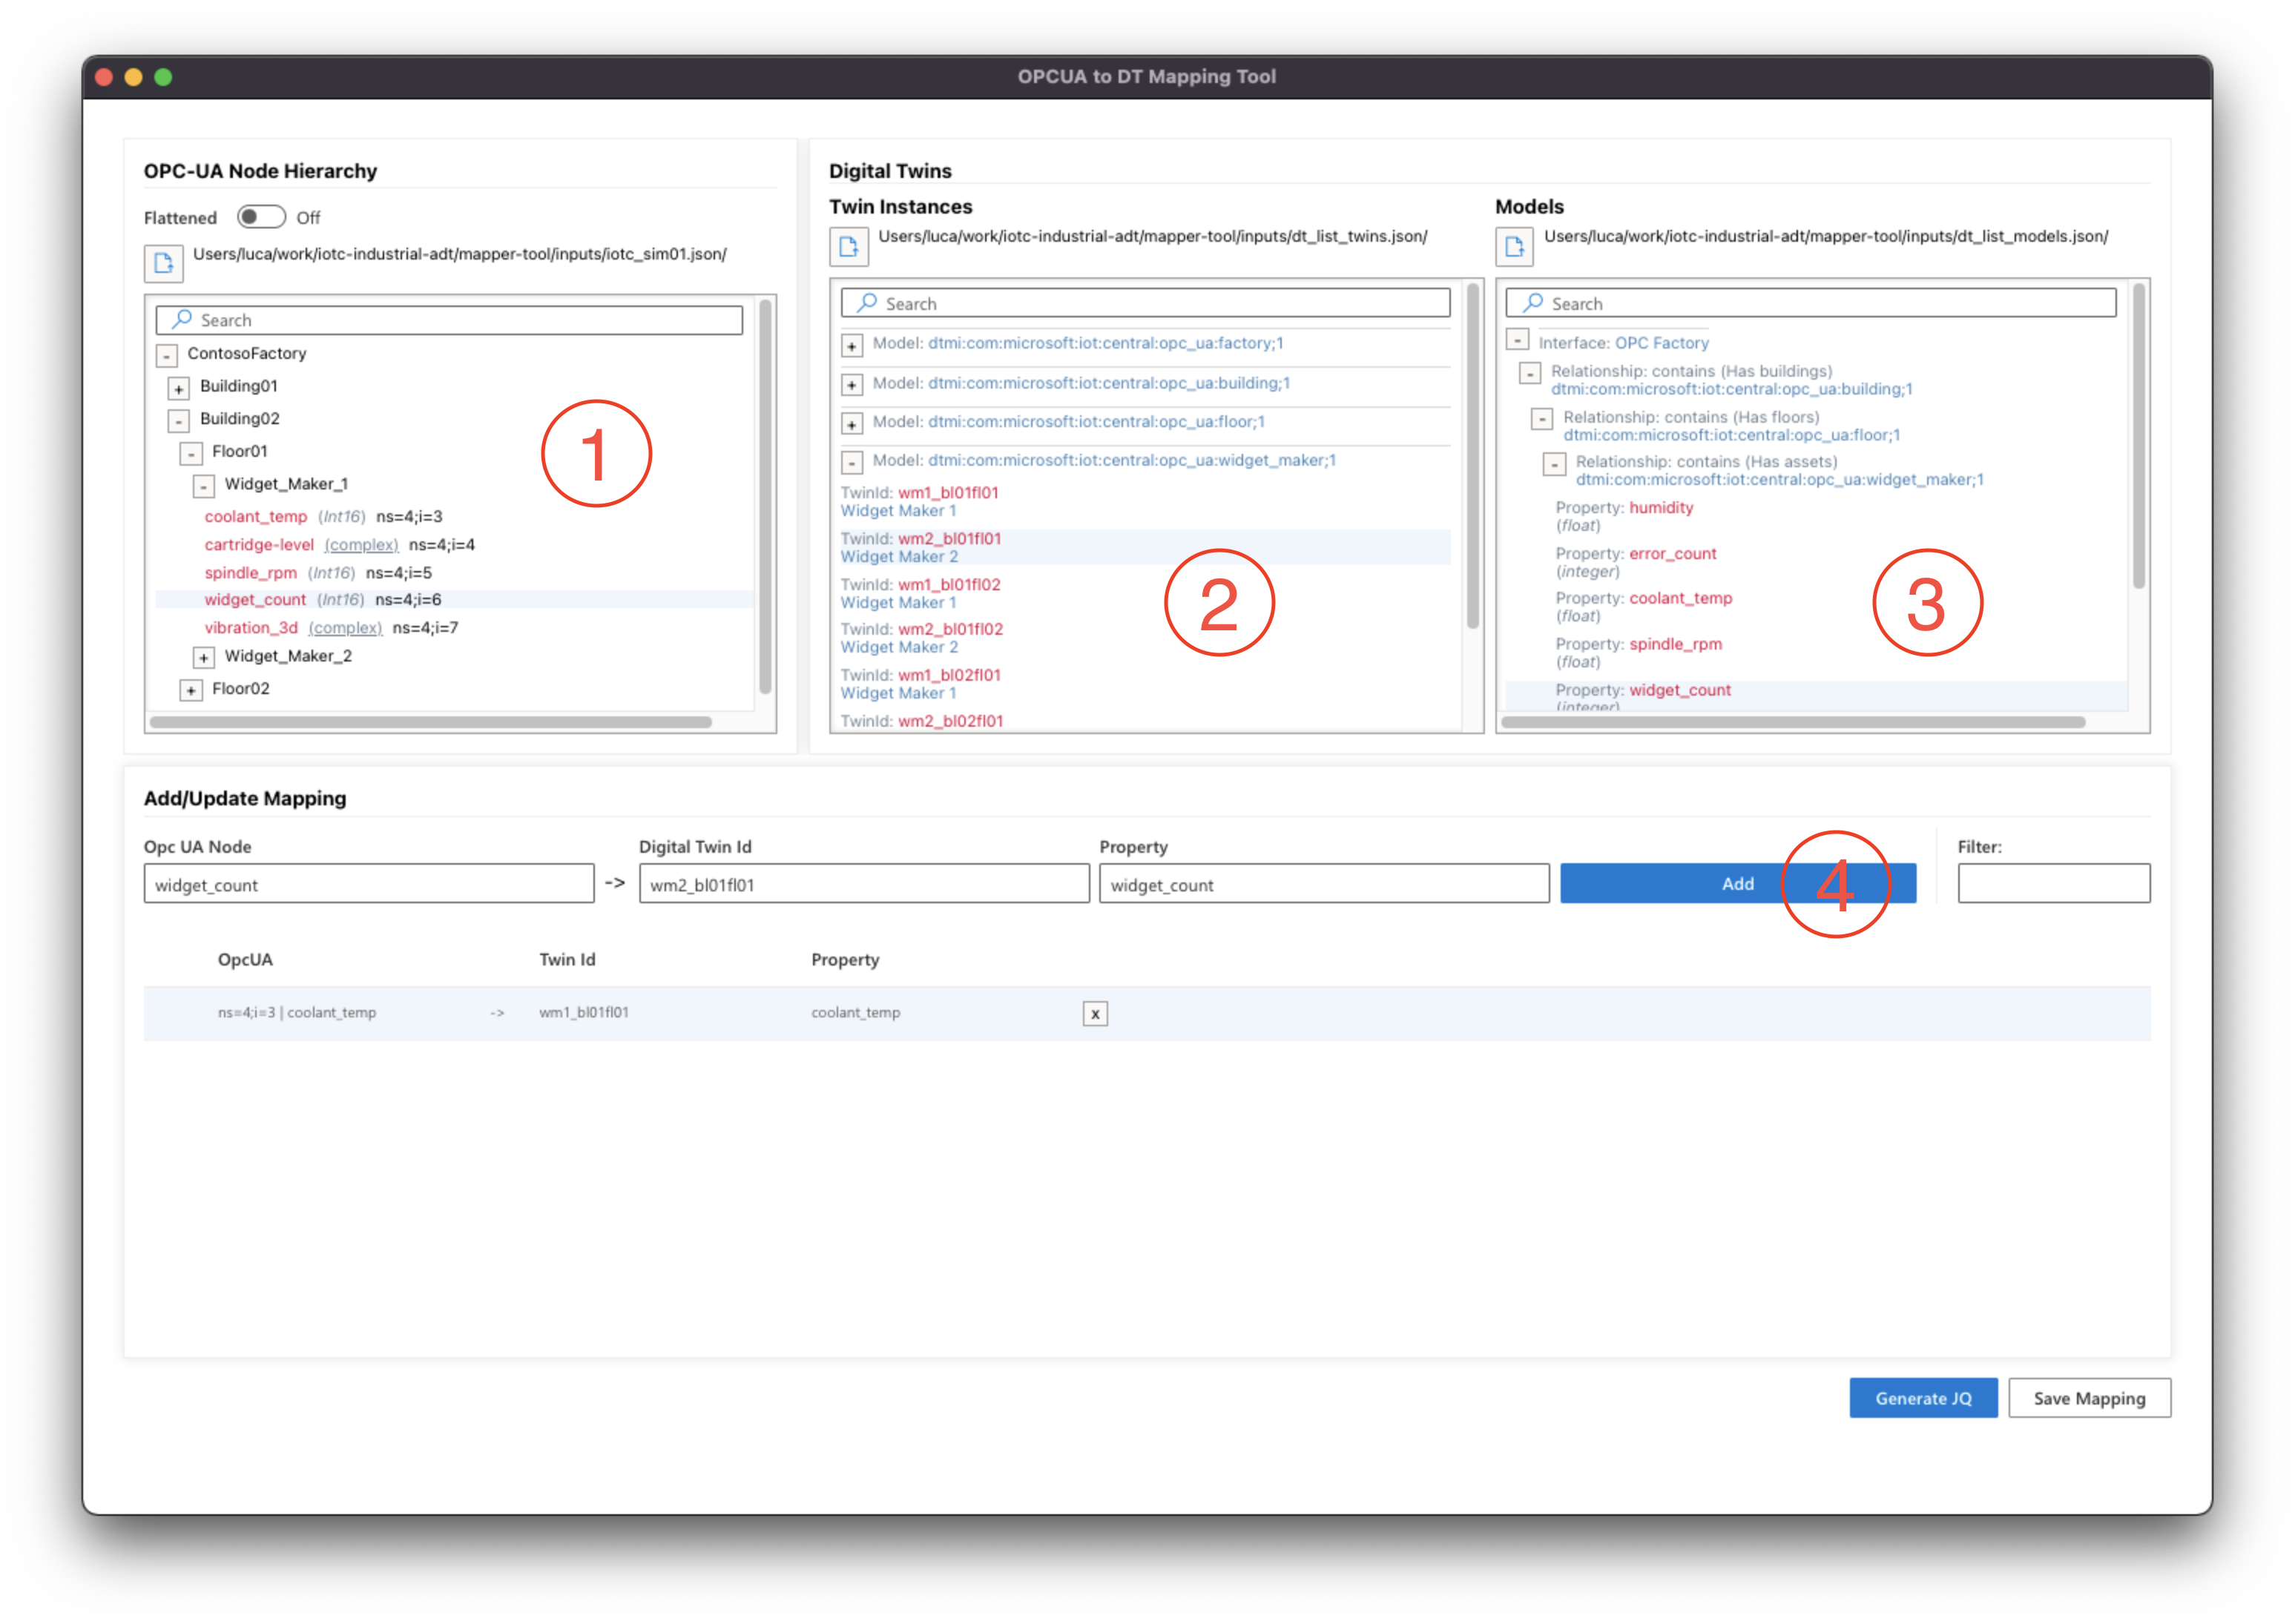 OPCUA to DT Mapping Tool
OPC-UA Node Hierarchy
Flattened Off
Users/luca/work/iotc-industrial-adt/mapper-tool/inputs/iotc_sim01.json/
Search
- ContosoFactory
+ Building01
- Building02
- Floor01
- Widget_Maker_1
coolant_temp (Int16) ns=4;i=3
cartridge-level (complex) ns=4;i=4
spindle_rpm (Int16) ns=4;i=5
widget_count (Int16) ns=4;i=6
vibration_3d (complex) ns=4;i=7
+ Widget_Maker_2
+ Floor02
1
Digital Twins
Twin Instances
Users/luca/work/iotc-industrial-adt/mapper-tool/inputs/dt_list_twins.json/
Search
+ Model: dtmi:com:microsoft:iot:central:opc_ua:factory;1
+ Model: dtmi:com:microsoft:iot:central:opc_ua:building;1
+ Model: dtmi:com:microsoft:iot:central:opc_ua:floor;1
- Model: dtmi:com:microsoft:iot:central:opc_ua:widget_maker;1
TwinId: wm1_bl01fl01
Widget Maker 1
TwinId: wm2_bl01fl01
Widget Maker 2
TwinId: wm1_bl01fl02
Widget Maker 1
TwinId: wm2_bl01fl02
Widget Maker 2
TwinId: wm1_bl02fl01
Widget Maker 1
TwinId: wm2_bl02fl01
2
Models
Users/luca/work/iotc-industrial-adt/mapper-tool/inputs/dt_list_models.json/
Search
- Interface: OPC Factory
- Relationship: contains (Has buildings)
dtmi:com:microsoft:iot:central:opc_ua:building;1
- Relationship: contains (Has floors)
dtmi:com:microsoft:iot:central:opc_ua:floor;1
- Relationship: contains (Has assets)
dtmi:com:microsoft:iot:central:opc_ua:widget_maker;1
Property: humidity
(float)
Property: error_count
(integer)
Property: coolant_temp
(float)
Property: spindle_rpm
(float)
Property: widget_count
(integer)
3
Add/Update Mapping
Opc UA Node
widget_count
->
Digital Twin Id
wm2_bl01fl01
Property
widget_count
Add
4
Filter:
OpcUA Twin Id Property
ns=4;i=3 | coolant_temp -> wm1_bl01fl01 coolant_temp x
Generate JQ
Save Mapping